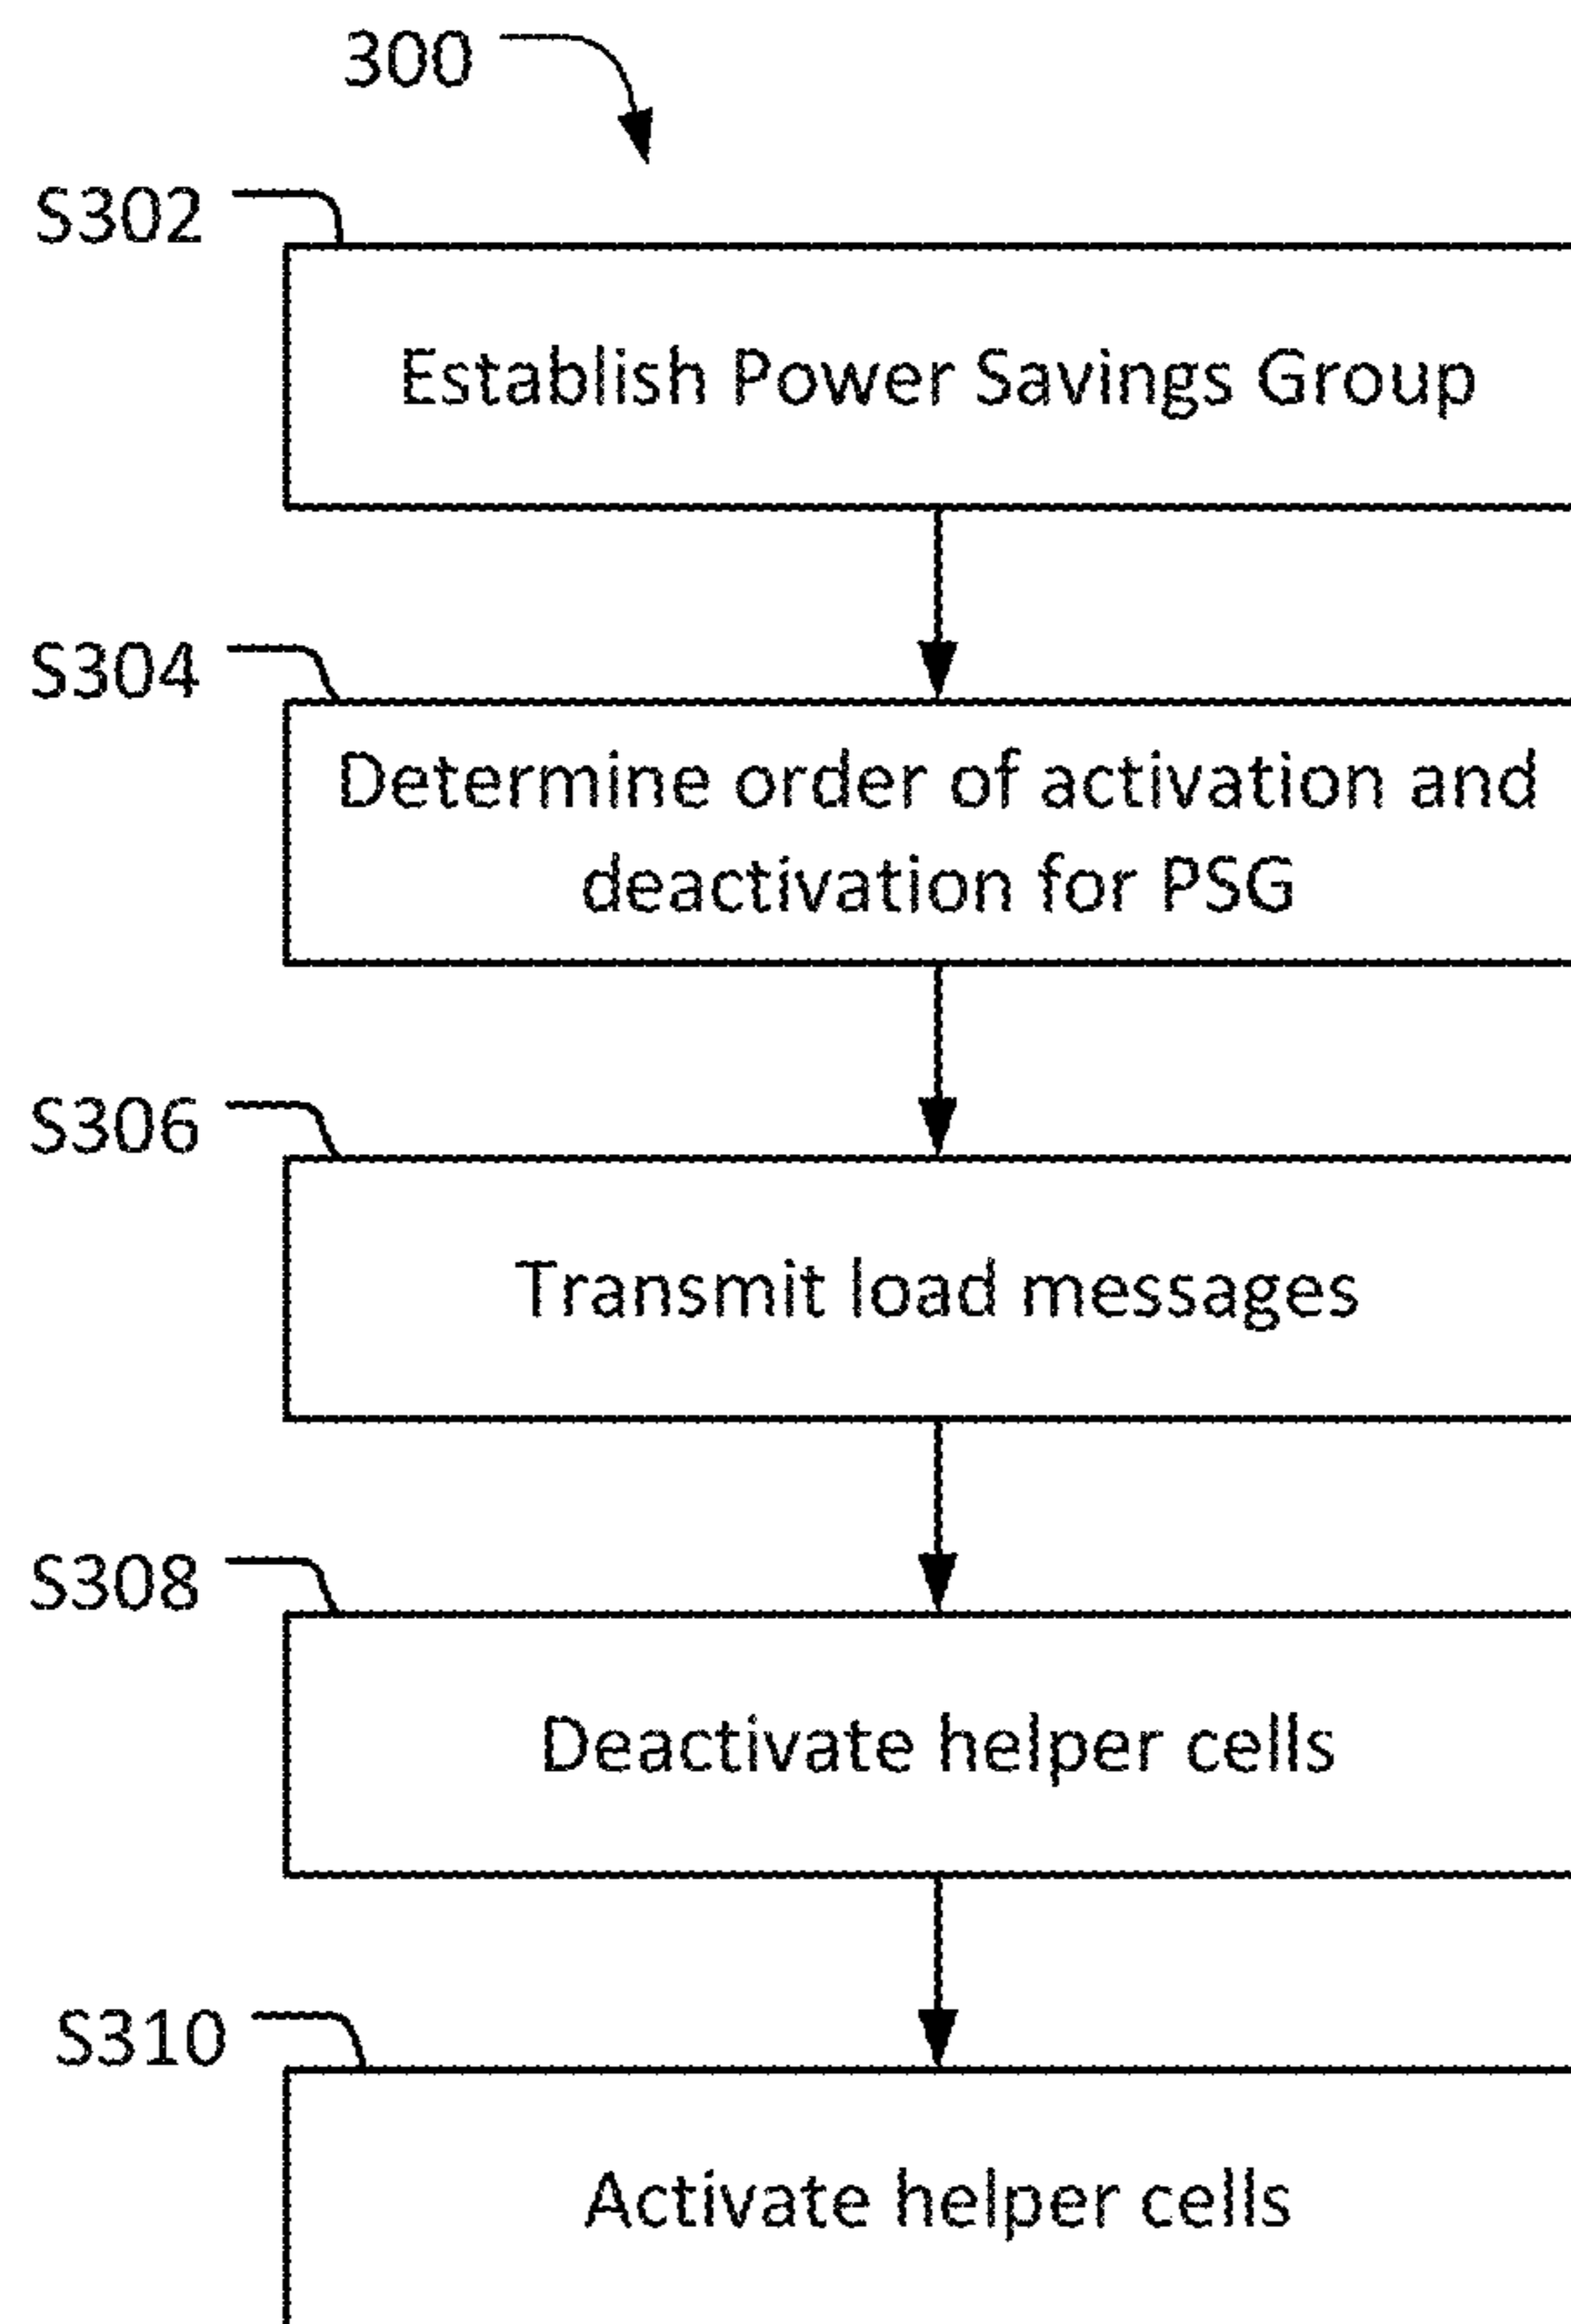 300
S302
Establish Power Savings Group
S304
Determine order of activation and
deactivation for PSG
S306
Transmit load messages
S308
Deactivate helper cells
S310
Activate helper cells